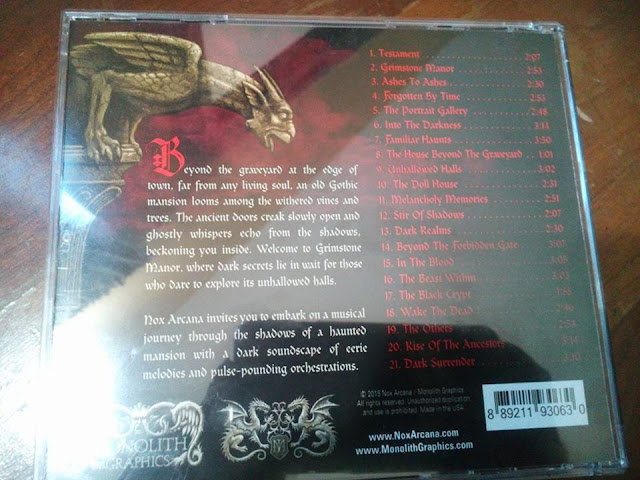 1. Testament 2:07
2. Grimstone Manor 2:53
3. Ashes To Ashes 2:30
4. Forgotten By Time 2:53
5. The Portrait Gallery 2:48
6. Into The Darkness 3:14
7. Familiar Haunts 3:50
8. The House Beyond The Graveyard 1:01
9. Unhallowed Halls 3:02
10. The Doll House 2:31
11. Melancholy Memories 2:51
12. Stir Of Shadows 2:07
13. Dark Realms 2:30
14. Beyond The Forbidden Gate
15. In The Blood
16. The Beast Within
17. The Black Crypt
18. Wake The Dead
19. The Others
20. Rise Of The Ancestors
21. Dark Surrender
Beyond the graveyard at the edge of
town, far from any living soul, an old Gothic
mansion looms among the withered vines and
trees. The ancient doors creak slowly open and
ghostly whispers echo from the shadows,
beckoning you inside. Welcome to Grimstone
Manor, where dark secrets lie in wait for those
who dare to explore its unhallowed halls.
Nox Arcana invites you to embark on a musical
journey through the shadows of a haunted
mansion with a dark soundscape of eerie
melodies and pulse-pounding orchestrations.
MONOLITH
GRAPHICS
© 2015 Nox Arcana / Monolith Graphics.
All rights reserved. Unauthorized duplication
and use is prohibited. Made in the USA.
www.NoxArcana.com
www.MonolithGraphics.com
8 89211 93063 0